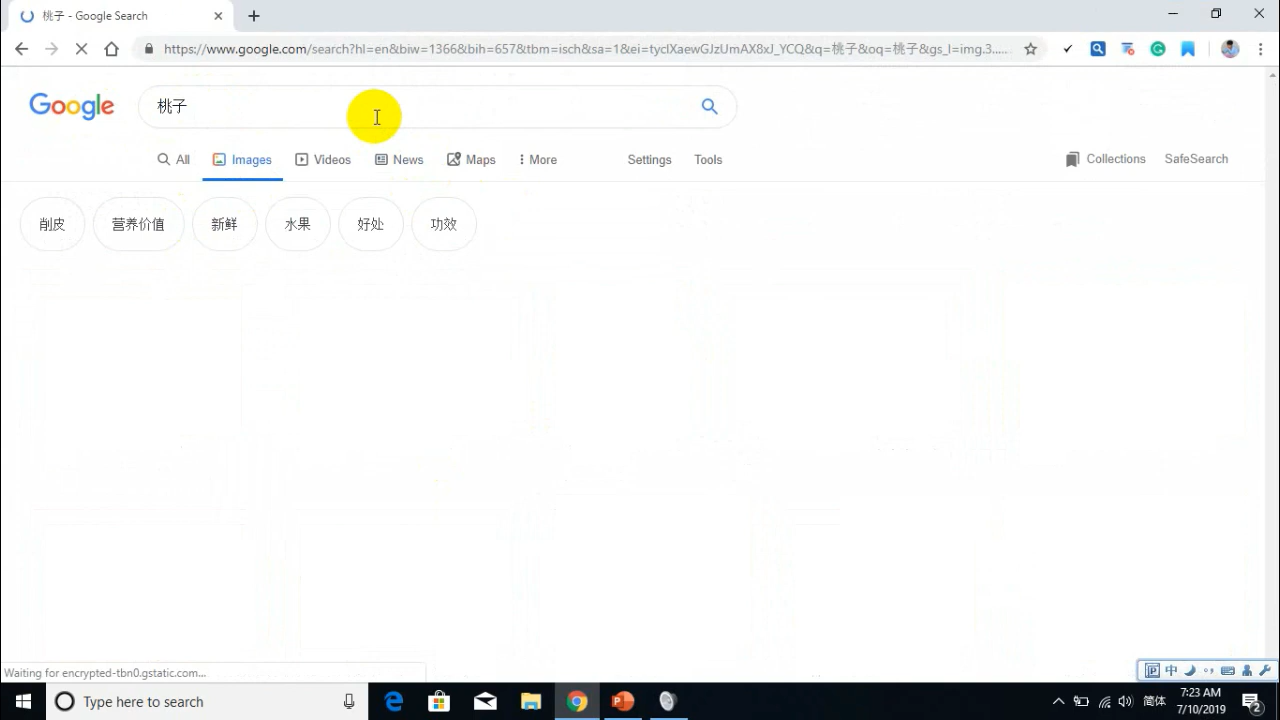 桃子 - Google Search
https://www.google.com/search?hl=en&biw=1366&bih=657&tbm=isch&sa=1&ei=tyclXaewGJzUmAX8xJ_YCQ&q=桃子&oq=桃子&gs_l=img.3.....
Google
桃子
All Images Videos News Maps More Settings Tools Collections SafeSearch
削皮 营养价值 新鲜 水果 好处 功效
Waiting for encrypted-tbn0.gstatic.com...
中
Type here to search
简体
7:23 AM
7/10/2019
2